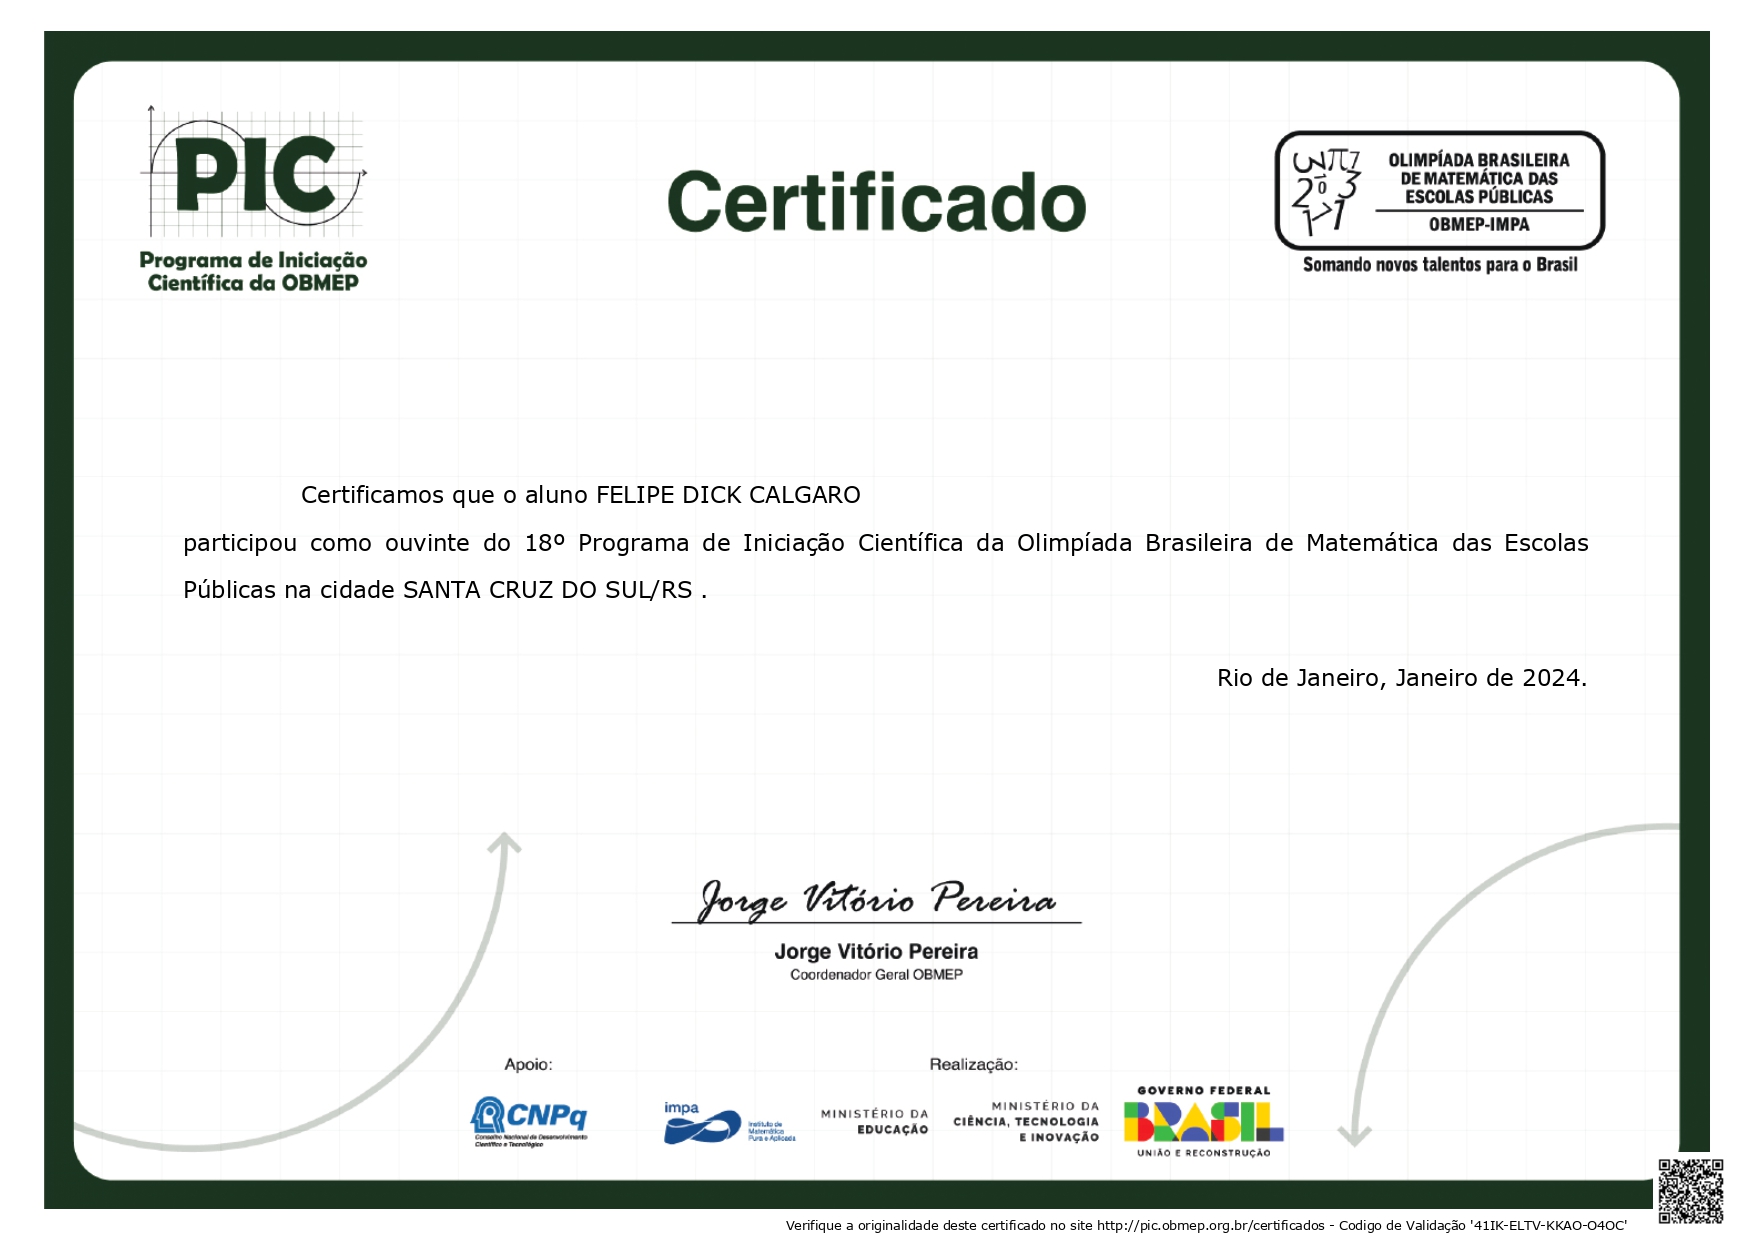 PIC
Programa de Iniciação
Científica da OBMEP
Certificado
OLIMPÍADA BRASILEIRA
DE MATEMÁTICA DAS
ESCOLAS PÚBLICAS
OBMEP-IMPA
Somando novos talentos para o Brasil
Certificamos que o aluno FELIPE DICK CALGARO
participou como ouvinte do 18º Programa de Iniciação Científica da Olimpíada Brasileira de Matemática das Escolas
Públicas na cidade SANTA CRUZ DO SUL/RS .
Rio de Janeiro, Janeiro de 2024.
Jorge Vitório Pereira
Jorge Vitório Pereira
Coordenador Geral OBMEP
Apoio:
Realização:
CNPq
Conselho Nacional de Desenvolvimento
Científico e Tecnológico
impa
Instituto de
Matemática
Pura e Aplicada
MINISTÉRIO DA
EDUCAÇÃO
MINISTÉRIO DA
CIÊNCIA, TECNOLOGIA
E INOVAÇÃO
GOVERNO FEDERAL
BRASIL
UNIÃO E RECONSTRUÇÃO
Verifique a originalidade deste certificado no site http://pic.obmep.org.br/certificados - Codigo de Validação '41IK-ELTV-KKAO-O4OC'